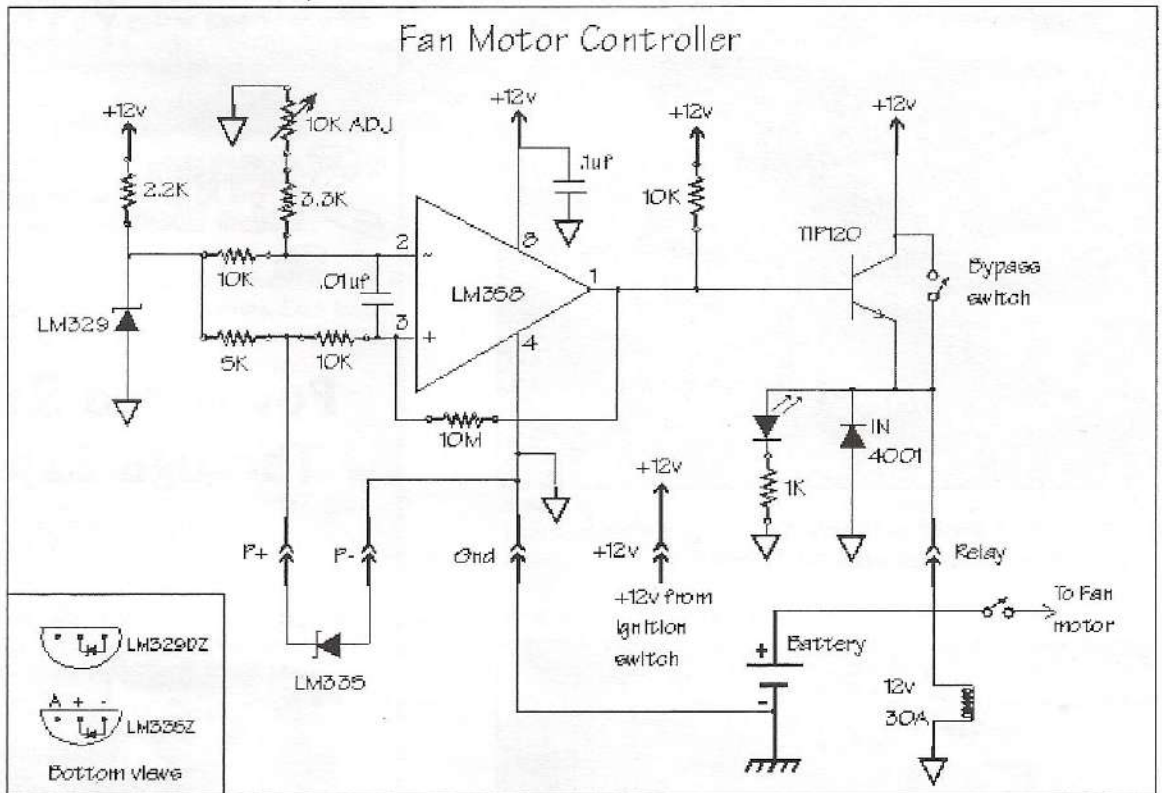 Fan Motor Controller
+12v
10K ADJ
+12v
+12v
+12v
2.2K
3.3K
.1uf
10K
TIP120
Bypass
switch
2
8
10K
.01uf
~
LM358
1
LM329
3
+
4
5K
10K
10M
IN
4001
1K
+12v
P+
P-
Gnd
+12v
Relay
+12v from
ignition
switch
To Fan
motor
+
Battery
-
LM335
12v
30A
LM329DZ
A + -
LM335Z
Bottom views